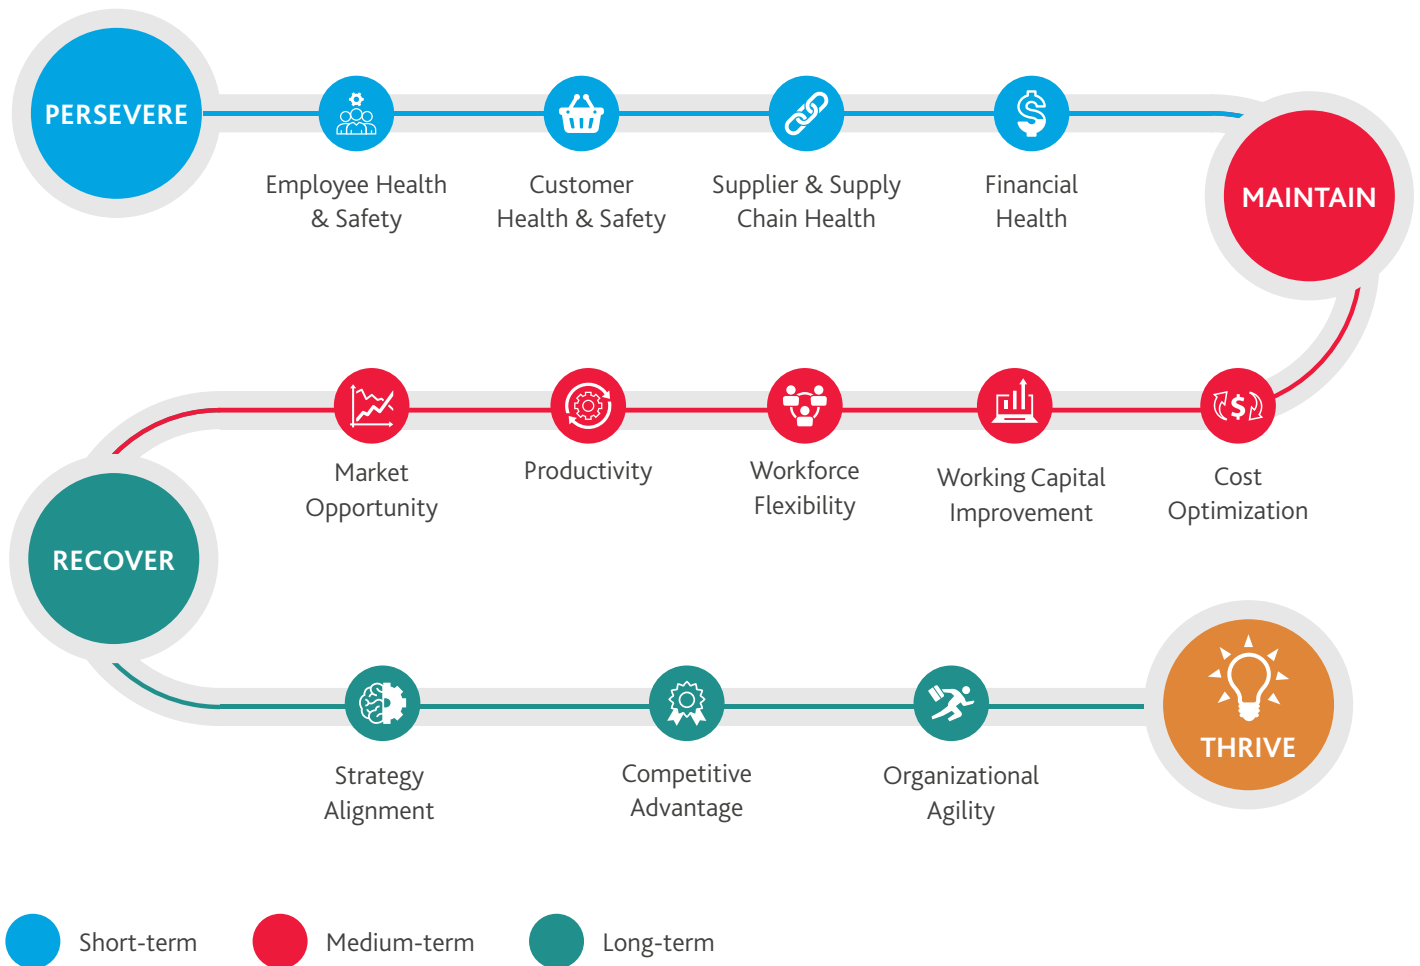 PERSEVERE
Employee Health
& Safety
Customer
Health & Safety
Supplier & Supply
Chain Health
Financial
Health
MAINTAIN
Market
Opportunity
Productivity
Workforce
Flexibility
Working Capital
Improvement
Cost
Optimization
RECOVER
Strategy
Alignment
Competitive
Advantage
Organizational
Agility
THRIVE
Short-term
Medium-term
Long-term